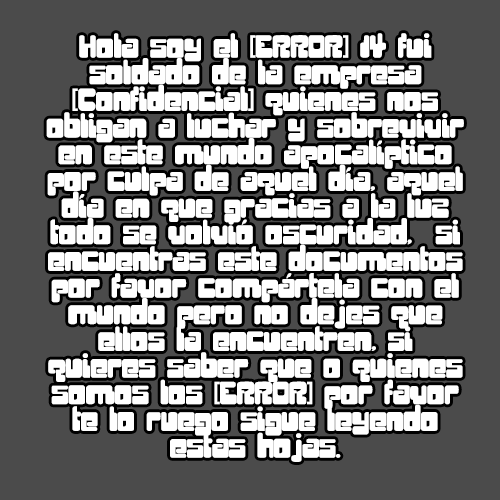 Hola soy el [ERROR] 14 fui
soldado de la empresa
[Confidencial] quienes nos
obligan a luchar y sobrevivir
en este mundo apocalíptico
por culpa de aquel día, aquel
día en que gracias a la luz
todo se volvió oscuridad, si
encuentras este documentos
por favor compártela con el
mundo pero no dejes que
ellos la encuentren, si
quieres saber que o quienes
somos los [ERROR] por favor
te lo ruego sigue leyendo
estas hojas.